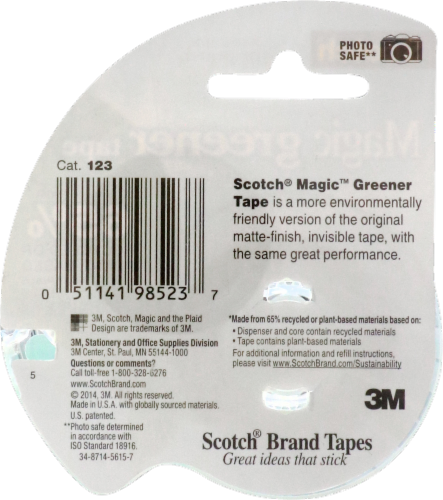 PHOTO
SAFE**
Cat. 123
Scotch® Magic™ Greener
Tape is a more environmentally
friendly version of the original
matte-finish, invisible tape, with
the same great performance.
0 51141 98523 7
3M, Scotch, Magic and the Plaid
Design are trademarks of 3M.
3M, Stationery and Office Supplies Division
3M Center, St. Paul, MN 55144-1000
Questions or comments?
Call toll-free 1-800-328-6276
www.ScotchBrand.com
© 2014, 3M. All rights reserved.
Made in U.S.A. with globally sourced materials.
U.S. patented.
**Photo safe determined
in accordance with
ISO Standard 18916.
34-8714-5615-7
5
*Made from 65% recycled or plant-based materials based on:
• Dispenser and core contain recycled materials
• Tape contains plant-based materials
For additional information and refill instructions,
please visit www.ScotchBrand.com/Sustainability
3M
Scotch® Brand Tapes
Great ideas that stick
Magic greener tape
65%